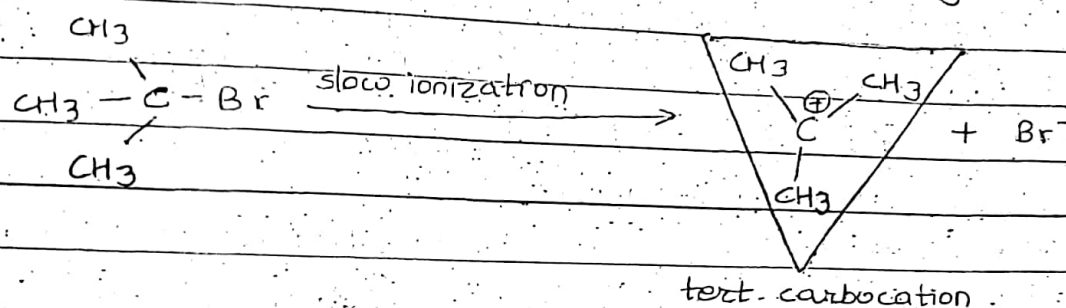 CH3
CH3 — C — Br slow ionization
CH3
CH3 CH3
C⊕ + Br⁻
CH3
tert. carbocation.